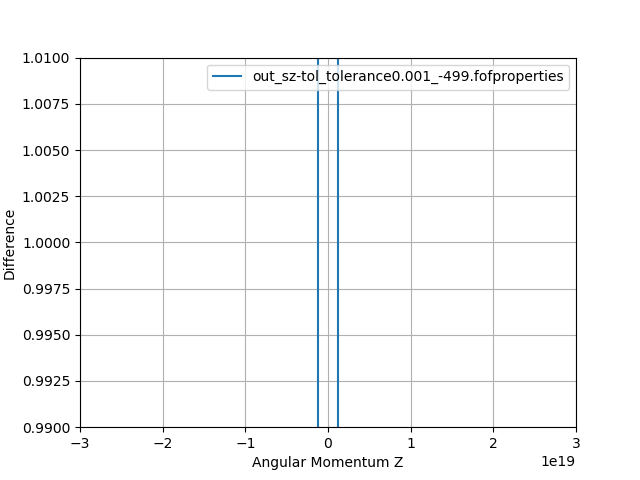 out_sz-tol_tolerance0.001_-499.fofproperties
1.0100
1.0075
1.0050
1.0025
1.0000
0.9975
0.9950
0.9925
0.9900
Difference
−3 −2 −1 0 1 2 3
1e19
Angular Momentum Z